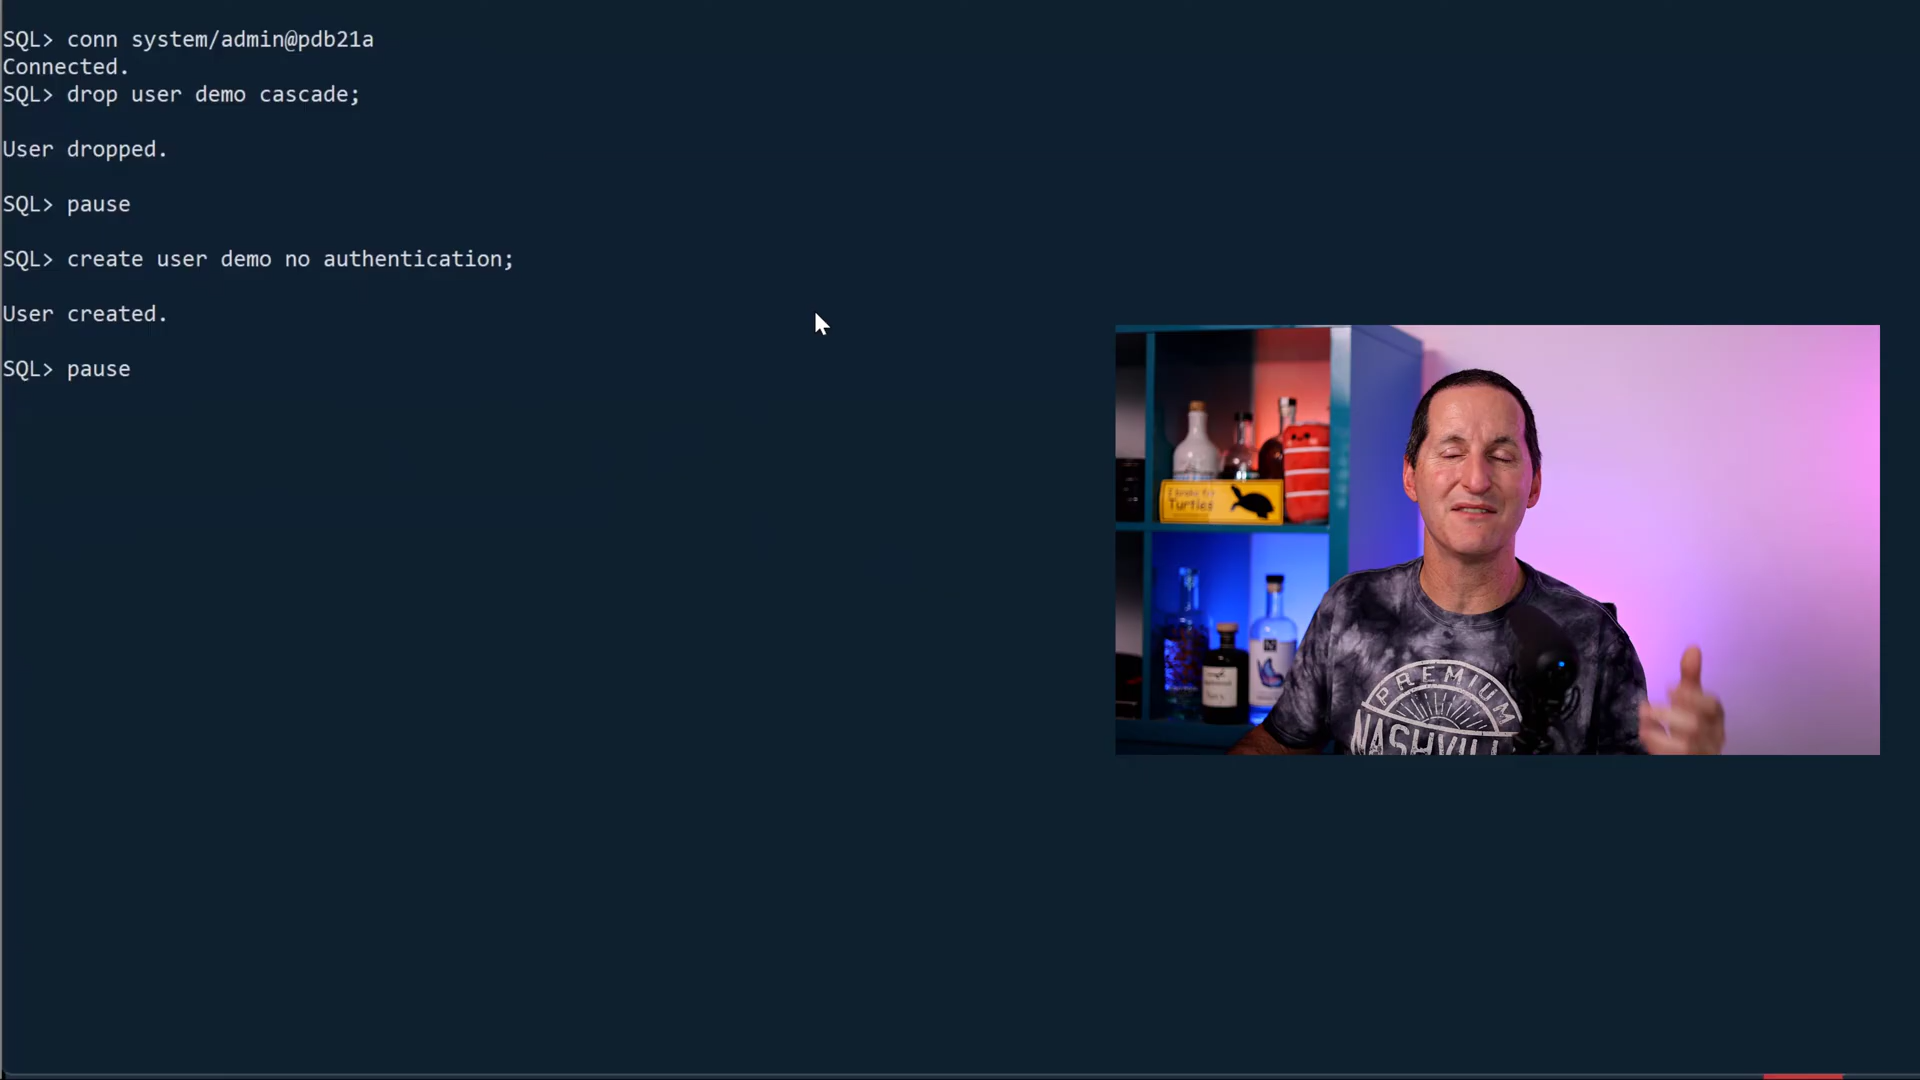 SQL> conn system/admin@pdb21a
Connected.
SQL> drop user demo cascade;
User dropped.
SQL> pause
SQL> create user demo no authentication;
User created.
SQL> pause
Turtles
PREMIUM
NASHVILL